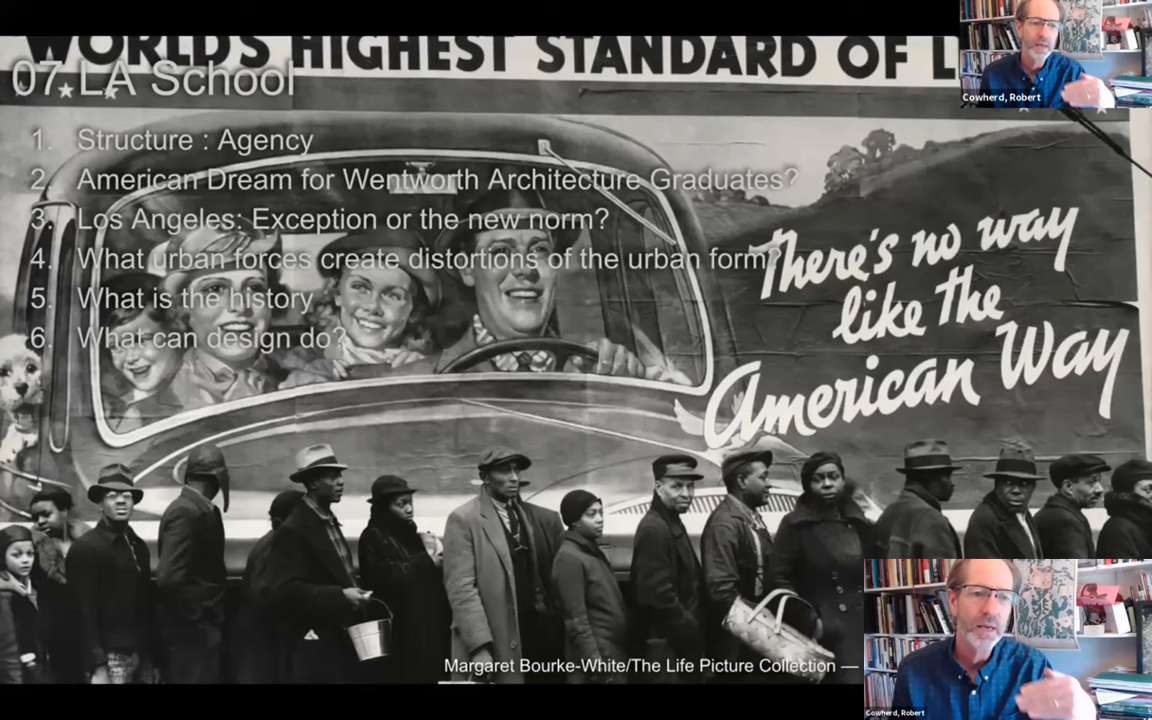 WORLD'S HIGHEST STANDARD OF L
07 LA School
Cowherd, Robert
1. Structure : Agency
2. American Dream for Wentworth Architecture Graduates?
3. Los Angeles: Exception or the new norm?
4. What urban forces create distortions of the urban form?
5. What is the history
6. What can design do?
There's no way
like the
American Way
Margaret Bourke-White/The Life Picture Collection —
Cowherd, Robert